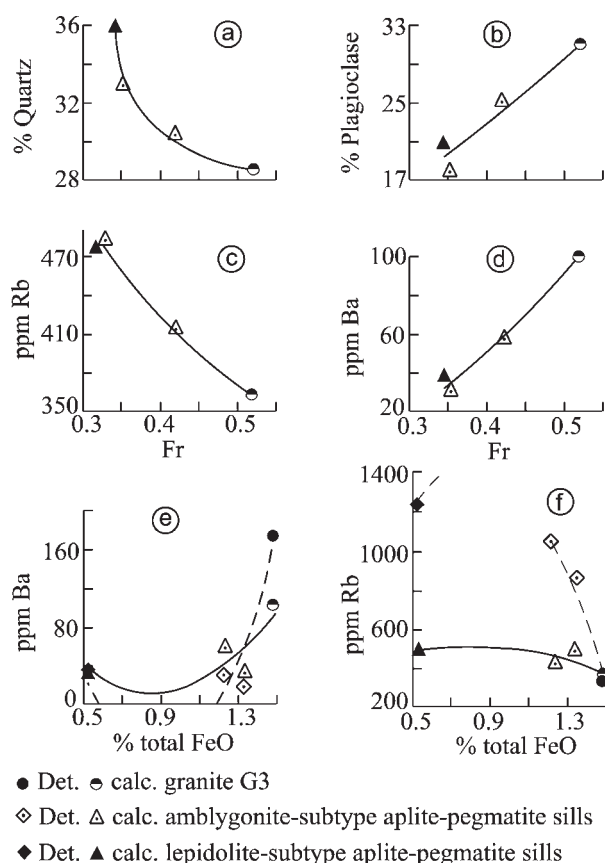 36
32
28
% Quartz
a
33
25
17
% Plagioclase
b
470
410
350
ppm Rb
c
0.3 0.4 0.5
Fr
100
60
20
ppm Ba
d
0.3 0.4 0.5
Fr
160
80
0
ppm Ba
e
0.5 0.9 1.3
% total FeO
1400
1000
500
200
ppm Rb
f
0.5 0.9 1.3
% total FeO
Det. calc. granite G3
Det. calc. amblygonite-subtype aplite-pegmatite sills
Det. calc. lepidolite-subtype aplite-pegmatite sills